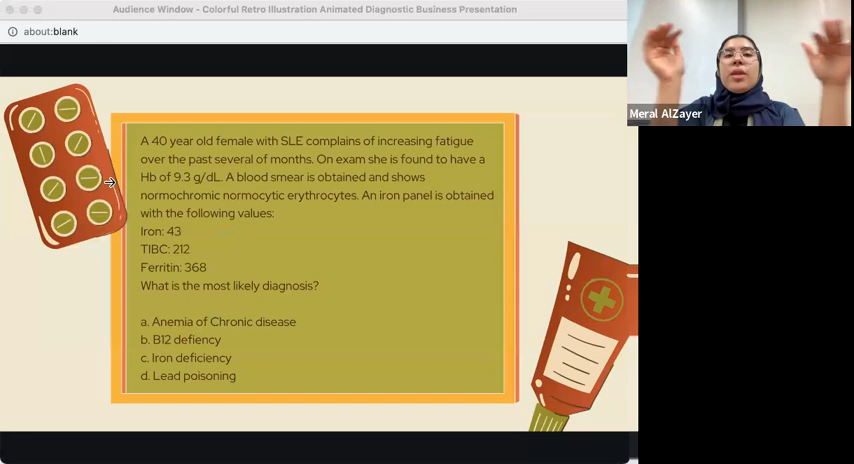 Audience Window - Colorful Retro Illustration Animated Diagnostic Business Presentation
about:blank
Meral AlZayer
A 40 year old female with SLE complains of increasing fatigue
over the past several of months. On exam she is found to have a
Hb of 9.3 g/dL. A blood smear is obtained and shows
normochromic normocytic erythrocytes. An iron panel is obtained
with the following values:
Iron: 43
TIBC: 212
Ferritin: 368
What is the most likely diagnosis?
a. Anemia of Chronic disease
b. B12 defiency
c. Iron deficiency
d. Lead poisoning